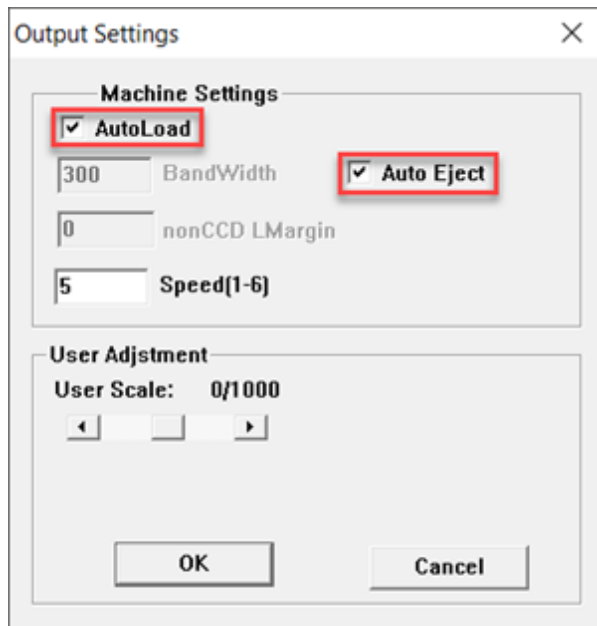 Output Settings
Machine Settings
AutoLoad
300 BandWidth Auto Eject
0 nonCCD LMargin
5 Speed(1-6)
User Adjstment
User Scale: 0/1000
OK Cancel